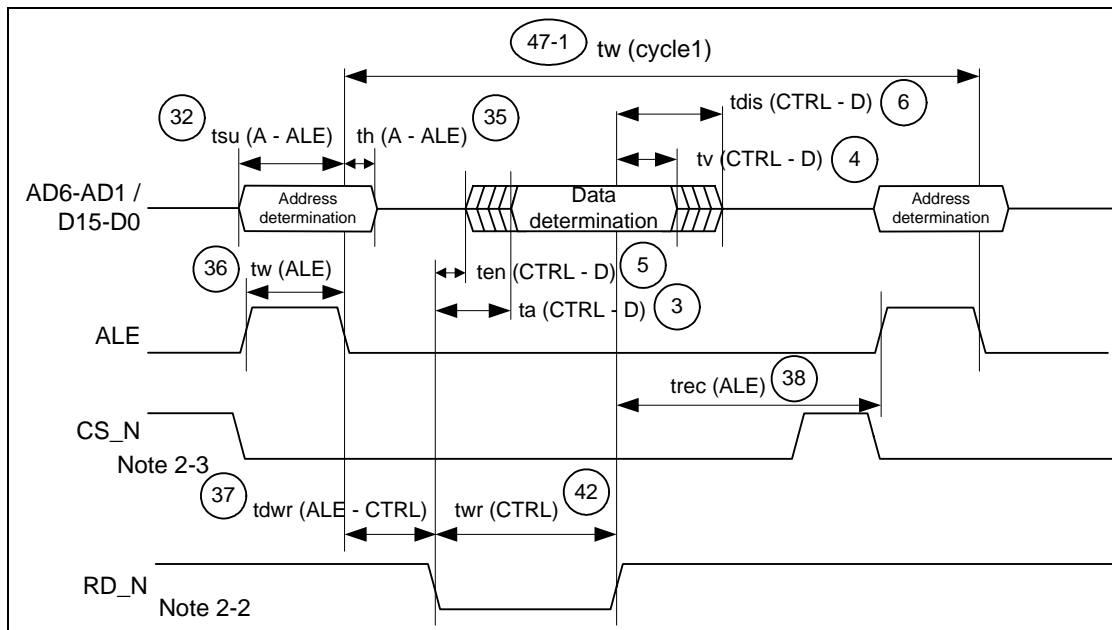 47-1 tw (cycle1)
tdis (CTRL - D) 6
32 35
tsu (A - ALE) th (A - ALE)
tv (CTRL - D) 4
AD6-AD1 /
D15-D0
Address
determination
Data
determination
Address
determination
36 tw (ALE)
ten (CTRL - D) 5
ta (CTRL - D) 3
ALE
trec (ALE) 38
CS_N
Note 2-3
37 tdwr (ALE - CTRL) twr (CTRL) 42
RD_N
Note 2-2